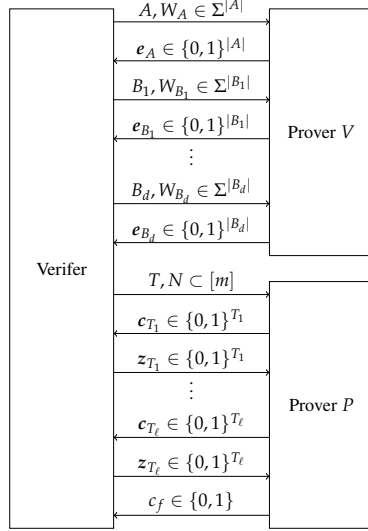 A, W_A ∈ Σ^{|A|}
e_A ∈ {0, 1}^{|A|}
B_1, W_{B_1} ∈ Σ^{|B_1|}
e_{B_1} ∈ {0, 1}^{|B_1|}
Prover V
⋮
B_d, W_{B_d} ∈ Σ^{|B_d|}
e_{B_d} ∈ {0, 1}^{|B_d|}
Verifer
T, N ⊂ [m]
c_{T_1} ∈ {0, 1}^{T_1}
z_{T_1} ∈ {0, 1}^{T_1}
⋮
Prover P
c_{T_ℓ} ∈ {0, 1}^{T_ℓ}
z_{T_ℓ} ∈ {0, 1}^{T_ℓ}
c_f ∈ {0, 1}